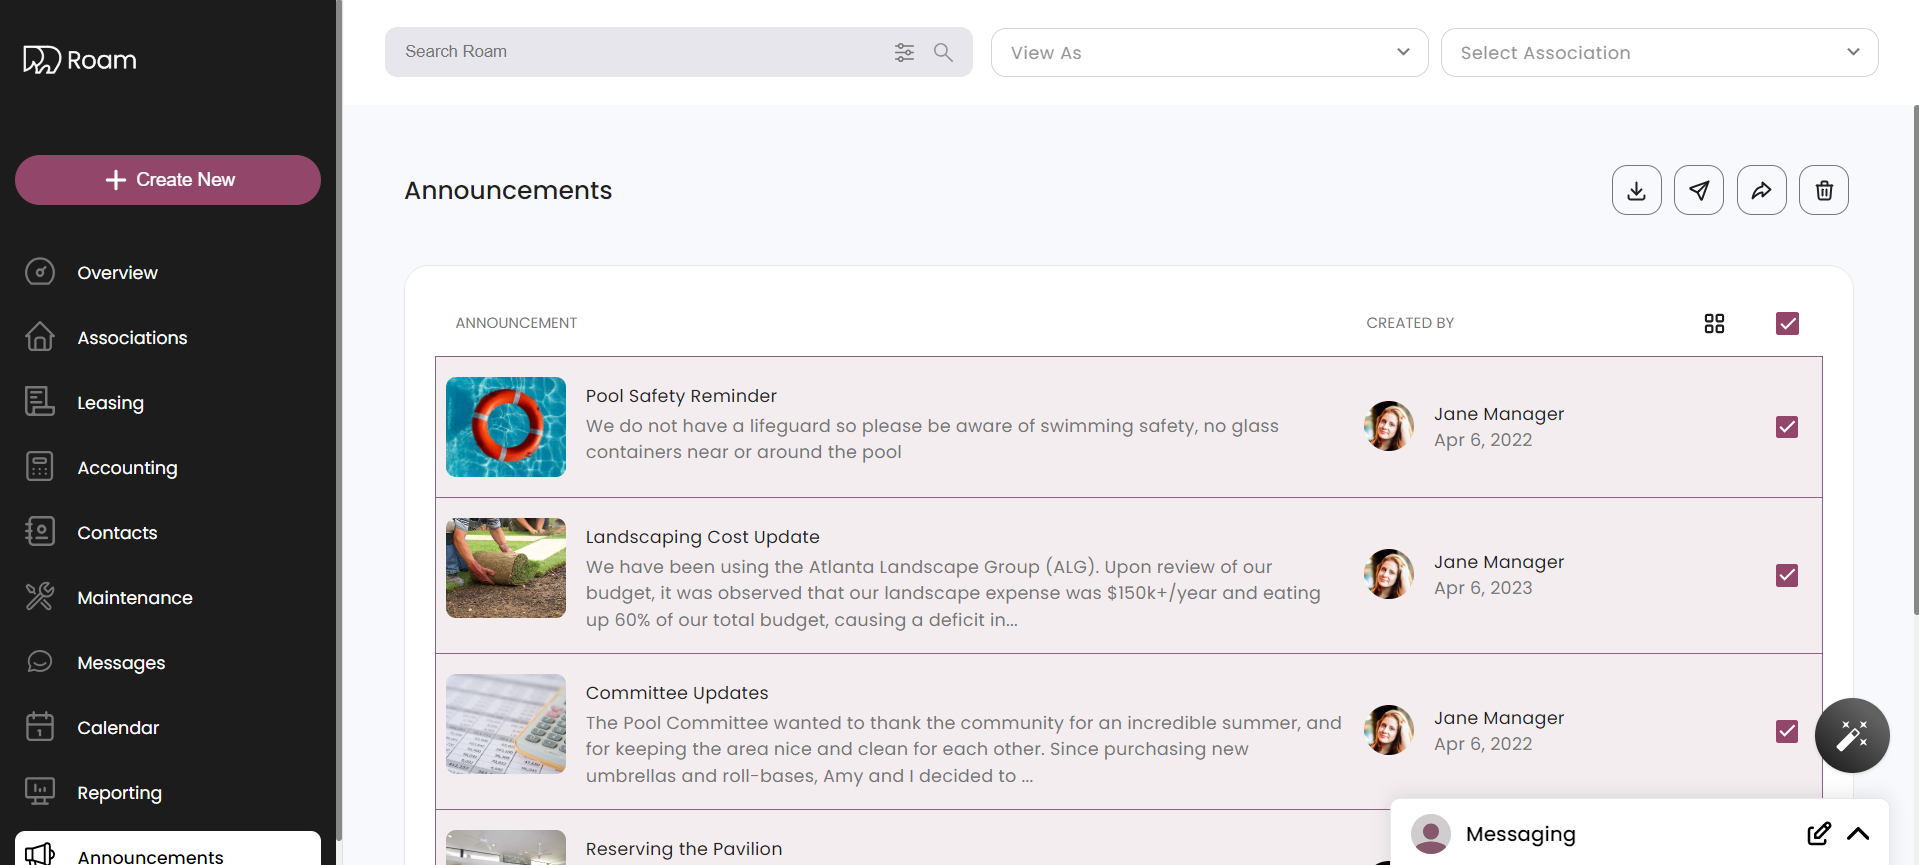 Roam
Search Roam
View As
Select Association
Create New
Overview
Associations
Leasing
Accounting
Contacts
Maintenance
Messages
Calendar
Reporting
Announcements
Announcements
ANNOUNCEMENT
CREATED BY
Pool Safety Reminder
We do not have a lifeguard so please be aware of swimming safety, no glass
containers near or around the pool
Jane Manager
Apr 6, 2022
Landscaping Cost Update
We have been using the Atlanta Landscape Group (ALG). Upon review of our
budget, it was observed that our landscape expense was $150k+/year and eating
up 60% of our total budget, causing a deficit in...
Jane Manager
Apr 6, 2023
Committee Updates
The Pool Committee wanted to thank the community for an incredible summer, and
for keeping the area nice and clean for each other. Since purchasing new
umbrellas and roll-bases, Amy and I decided to ...
Jane Manager
Apr 6, 2022
Reserving the Pavilion
Messaging